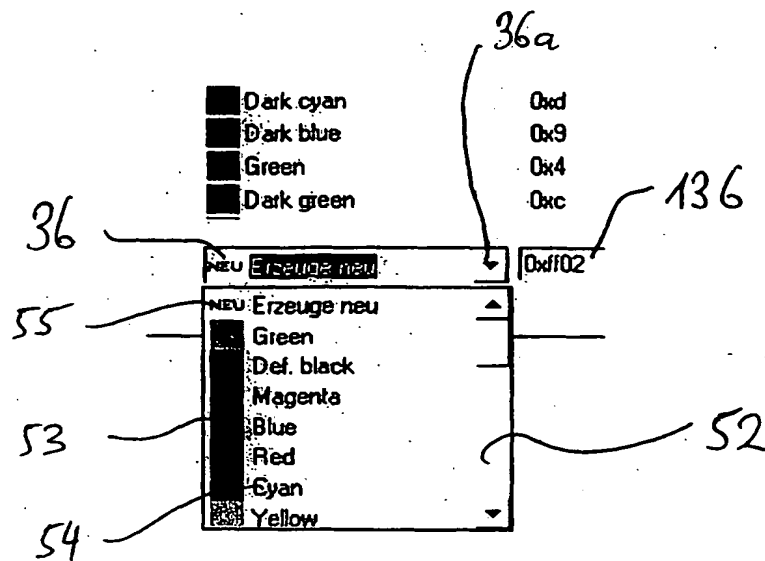 36a
Dark cyan 0xd
Dark blue 0x9
Green 0x4
Dark green 0xc
136
36
NEU Erzeuge neu 0xff02
NEU Erzeuge neu
55
Green
Def. black
Magenta
Blue
53
52
Red
Cyan
54
Yellow